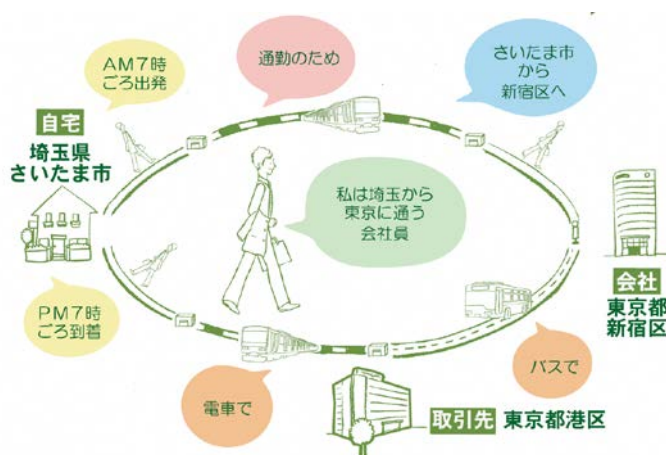 AM7時
ごろ出発
通勤のため
さいたま市
から
新宿区へ
自宅
埼玉県
さいたま市
私は埼玉から
東京に通う
会社員
会社
東京都
新宿区
PM7時
ごろ到着
電車で
バスで
取引先 東京都港区